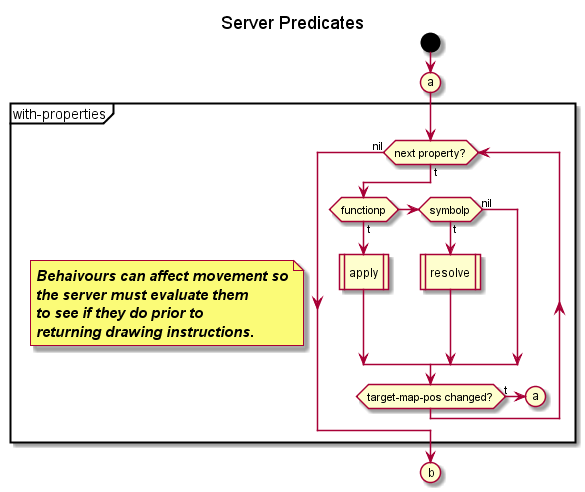 Server Predicates
a
with-properties
nil
next property?
t
functionp
symbolp
nil
t
t
apply
resolve
Behaivours can affect movement so
the server must evaluate them
to see if they do prior to
returning drawing instructions.
target-map-pos changed?
t
a
b